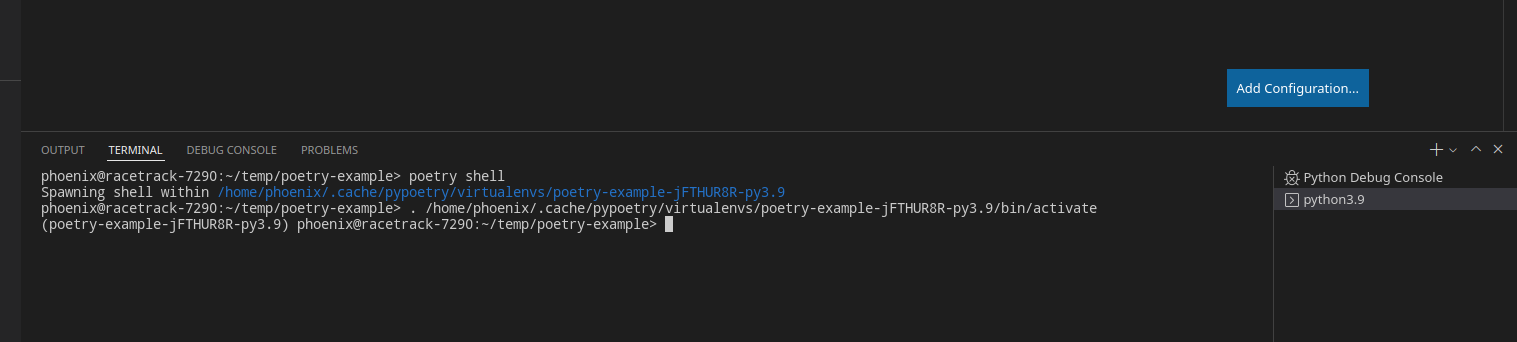 Add Configuration...
OUTPUT TERMINAL DEBUG CONSOLE PROBLEMS
phoenix@racetrack-7290:~/temp/poetry-example> poetry shell
Spawning shell within /home/phoenix/.cache/pypoetry/virtualenvs/poetry-example-jFTHUR8R-py3.9
phoenix@racetrack-7290:~/temp/poetry-example> . /home/phoenix/.cache/pypoetry/virtualenvs/poetry-example-jFTHUR8R-py3.9/bin/activate
(poetry-example-jFTHUR8R-py3.9) phoenix@racetrack-7290:~/temp/poetry-example>
Python Debug Console
python3.9